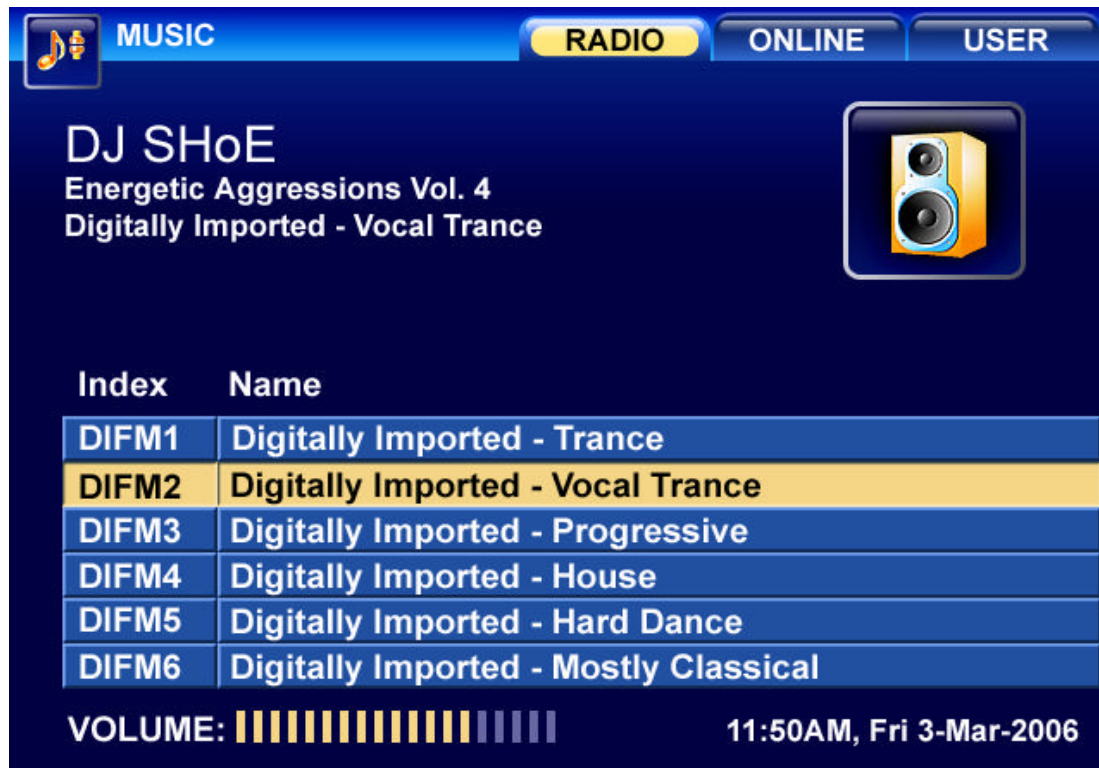 MUSIC
RADIO ONLINE USER
DJ SHoE
Energetic Aggressions Vol. 4
Digitally Imported - Vocal Trance
Index Name
DIFM1 Digitally Imported - Trance
DIFM2 Digitally Imported - Vocal Trance
DIFM3 Digitally Imported - Progressive
DIFM4 Digitally Imported - House
DIFM5 Digitally Imported - Hard Dance
DIFM6 Digitally Imported - Mostly Classical
VOLUME: 11:50AM, Fri 3-Mar-2006